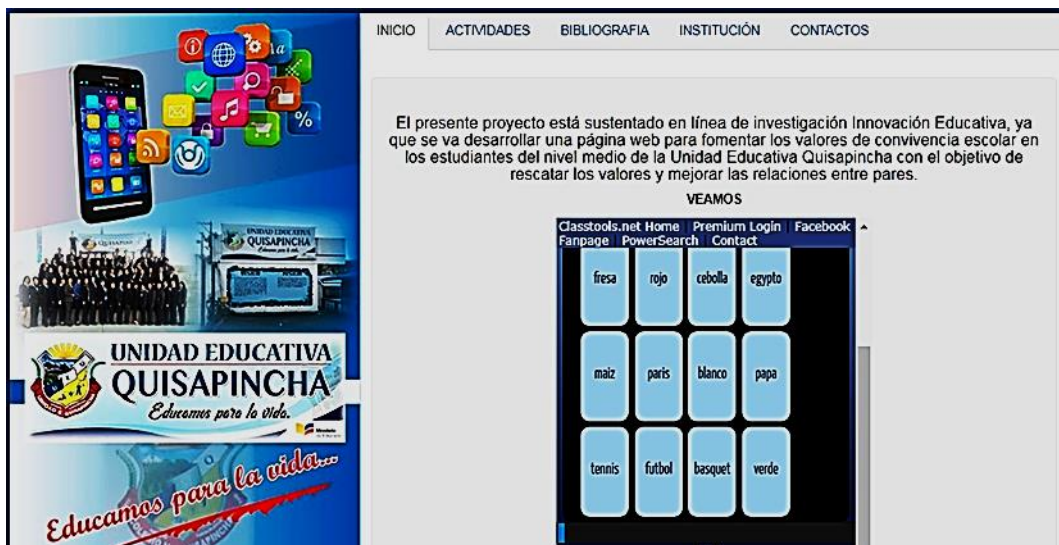 INICIO ACTIVIDADES BIBLIOGRAFIA INSTITUCIÓN CONTACTOS
El presente proyecto está sustentado en línea de investigación Innovación Educativa, ya
que se va desarrollar una página web para fomentar los valores de convivencia escolar en
los estudiantes del nivel medio de la Unidad Educativa Quisapincha con el objetivo de
rescatar los valores y mejorar las relaciones entre pares.
VEAMOS
Classtools.net Home Premium Login Facebook
Fanpage PowerSearch Contact
fresa rojo cebolla egypto
maiz paris blanco papa
tennis futbol basquet verde
UNIDAD EDUCATIVA
QUISAPINCHA
UNIDAD EDUCATIVA
QUISAPINCHA
Educamos para la vida.
Educamos para la vida...